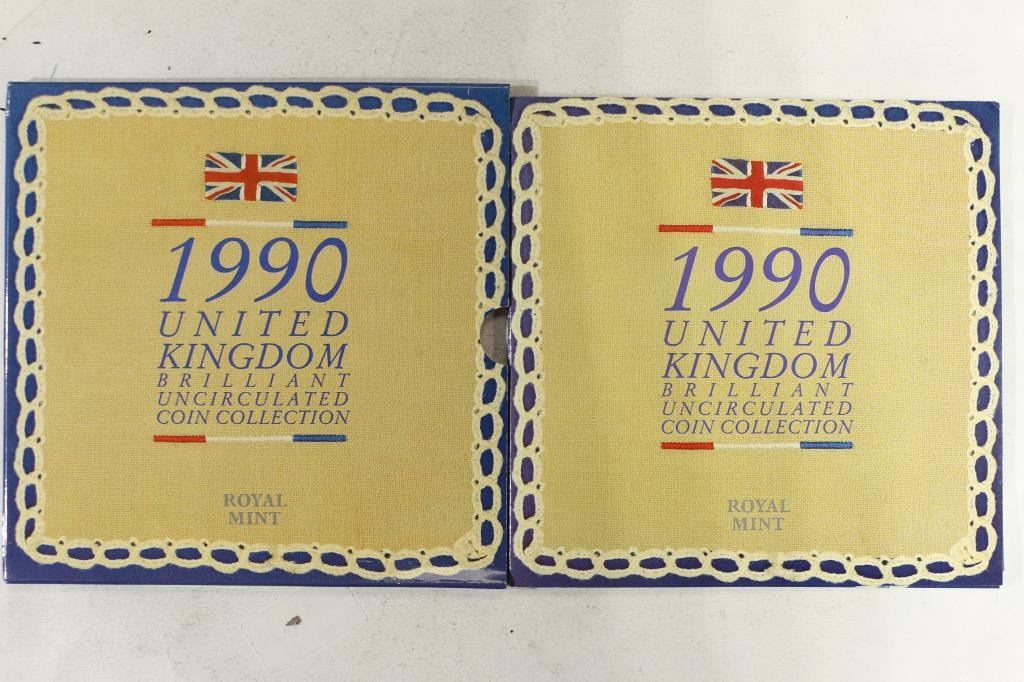 1990
UNITED
KINGDOM
BRILLIANT
UNCIRCULATED
COIN COLLECTION
ROYAL
MINT
1990
UNITED
KINGDOM
BRILLIANT
UNCIRCULATED
COIN COLLECTION
ROYAL
MINT